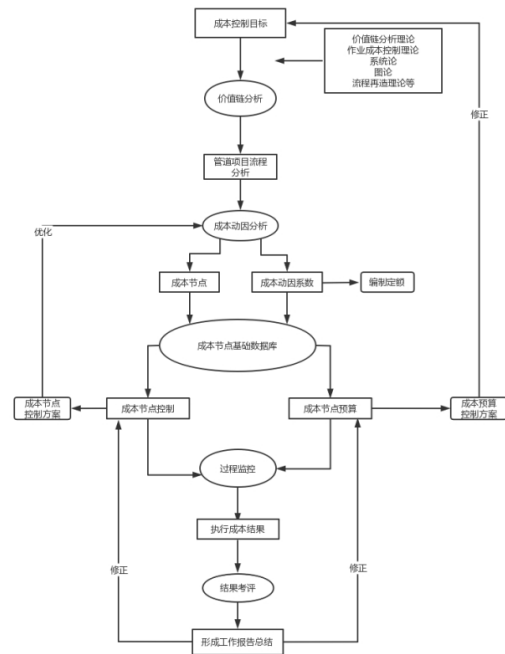 成本控制目标
价值链分析理论
作业成本控制理论
系统论
图论
流程再造理论等
价值链分析
修正
管道项目流程
分析
成本动因分析
优化
成本节点
成本动因系数
编制定额
成本节点基础数据库
成本节点
控制方案
成本节点控制
成本节点预算
成本预算
控制方案
过程监控
执行成本结果
修正
修正
结果考评
形成工作报告总结